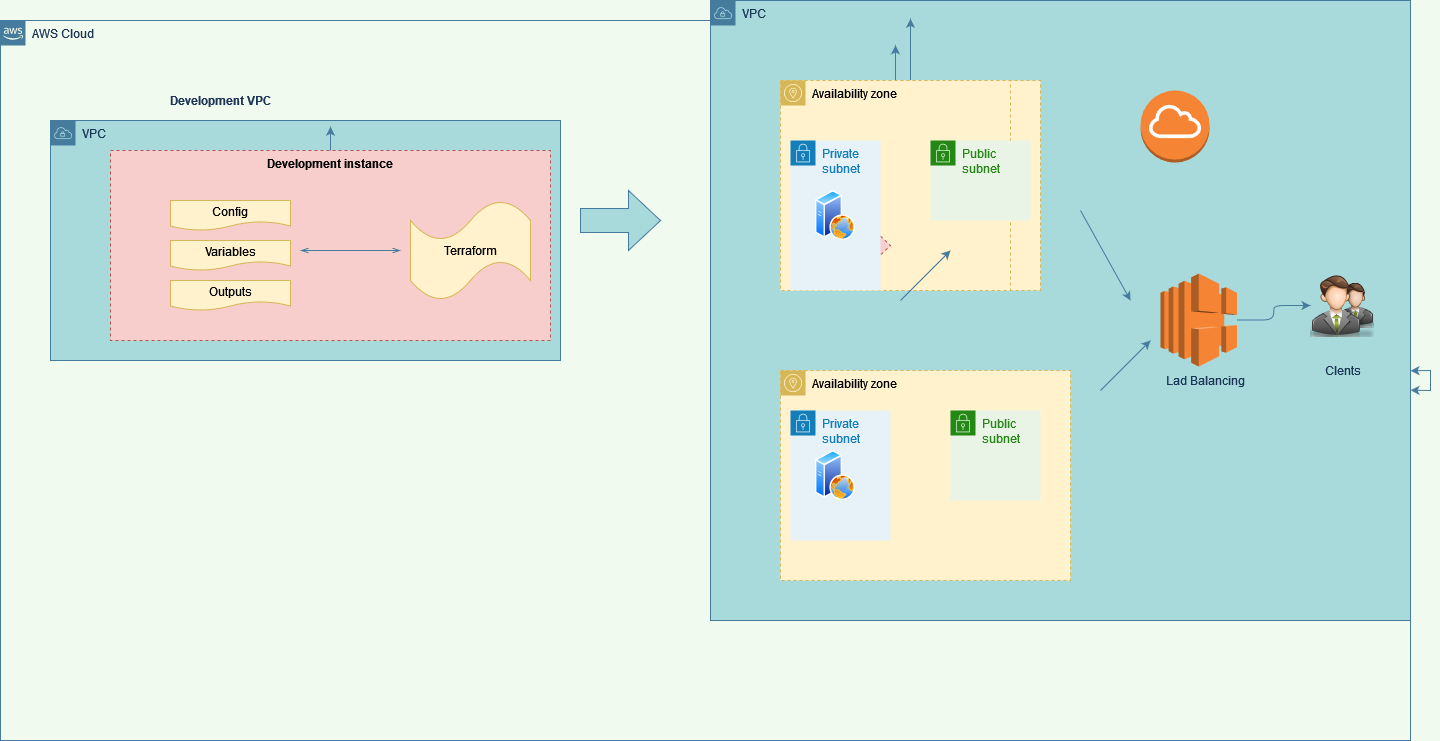 aws
AWS Cloud
Development VPC
VPC
Development instance
Config
Variables
Outputs
Terraform
VPC
Availability zone
Private
subnet
Public
subnet
Lad Balancing
Clents
Availability zone
Private
subnet
Public
subnet